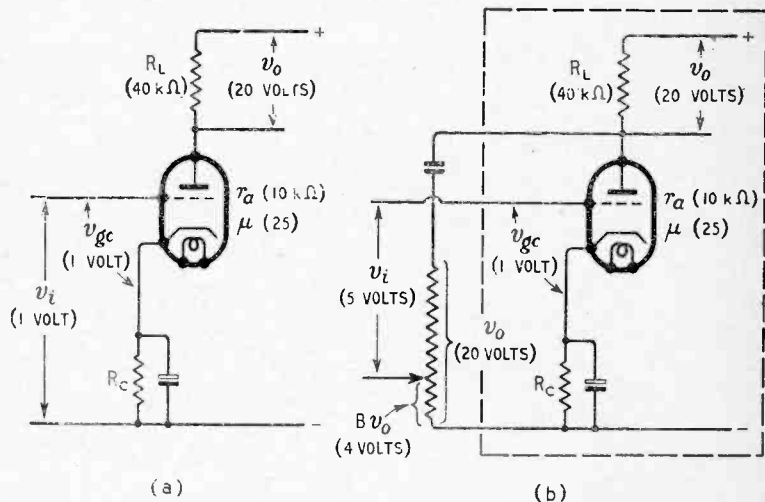 +
R_L
(40 kΩ)
v_o
(20 VOLTS)
r_a (10 kΩ)
μ (25)
v_gc
(1 VOLT)
v_i
(1 VOLT)
R_C
−
(a)
+
R_L
(40 kΩ)
v_o
(20 VOLTS)
r_a (10 kΩ)
μ (25)
v_gc
(1 VOLT)
v_i
(5 VOLTS)
v_o
(20 VOLTS)
R_C
B v_o
(4 VOLTS)
−
(b)